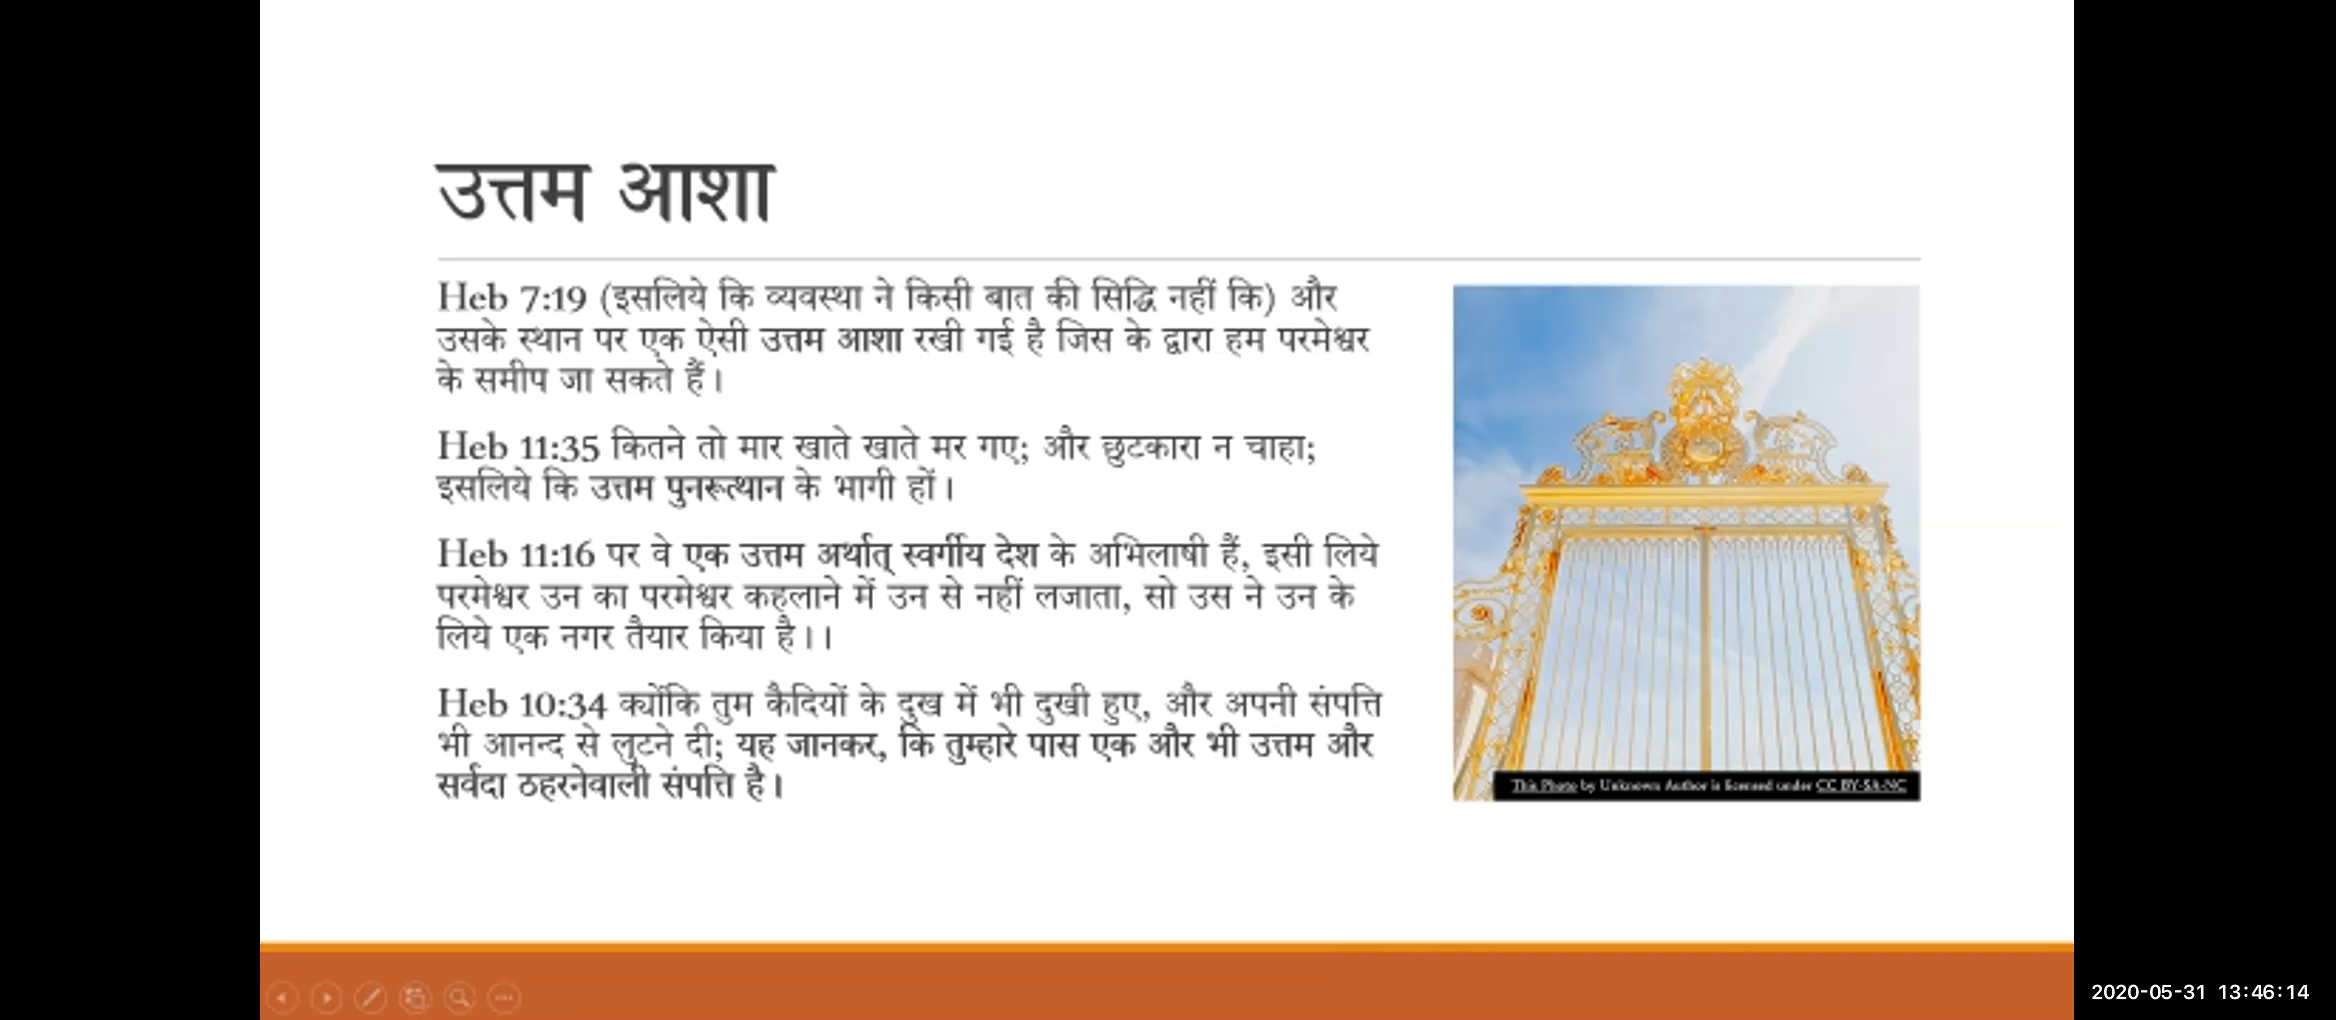 उत्तम आशा
Heb 7:19 (इसलिये कि व्यवस्था ने किसी बात की सिद्धि नहीं कि) और
उसके स्थान पर एक ऐसी उत्तम आशा रखी गई है जिस के द्वारा हम परमेश्वर
के समीप जा सकते हैं।
Heb 11:35 कितने तो मार खाते खाते मर गए; और छुटकारा न चाहा;
इसलिये कि उत्तम पुनरूत्थान के भागी हों।
Heb 11:16 पर वे एक उत्तम अर्थात् स्वर्गीय देश के अभिलाषी हैं, इसी लिये
परमेश्वर उन का परमेश्वर कहलाने में उन से नहीं लजाता, सो उस ने उन के
लिये एक नगर तैयार किया है।।
Heb 10:34 क्योंकि तुम कैदियों के दुख में भी दुखी हुए, और अपनी संपत्ति
भी आनन्द से लुटने दी; यह जानकर, कि तुम्हारे पास एक और भी उत्तम और
सर्वदा ठहरनेवाली संपत्ति है।
This Photo by Unknown Author is licensed under CC BY-SA-NC
2020-05-31 13:46:14